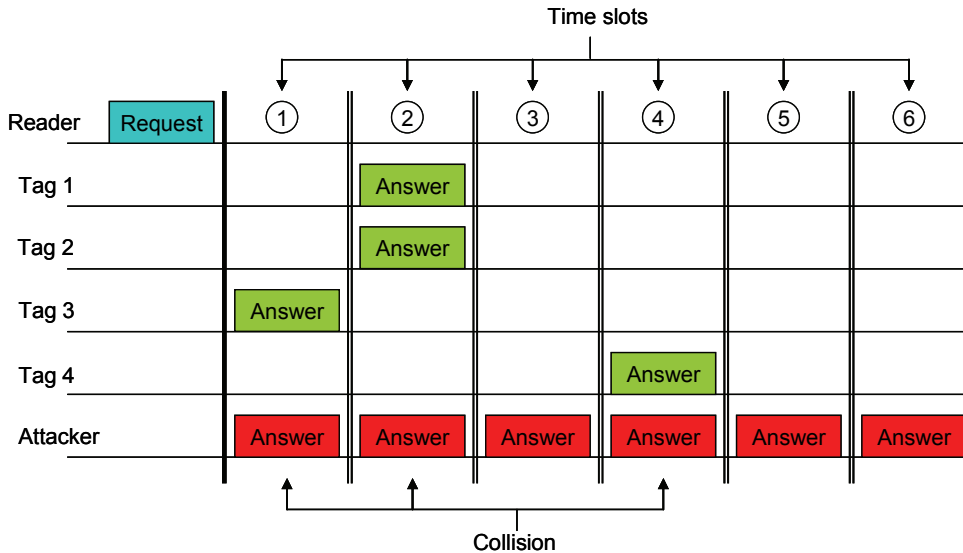 Time slots
Reader Request 1 2 3 4 5 6
Tag 1 Answer
Tag 2 Answer
Tag 3 Answer
Tag 4 Answer
Attacker Answer Answer Answer Answer Answer Answer
Collision